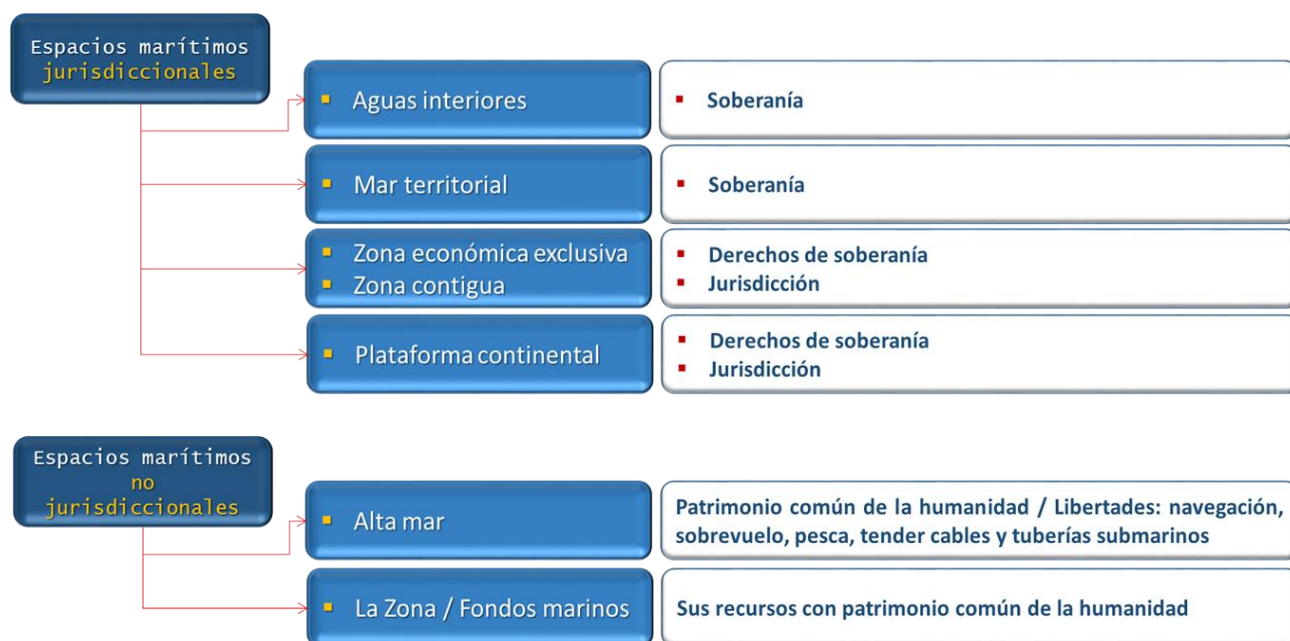 Espacios marítimos
jurisdiccionales
Aguas interiores
Soberanía
Mar territorial
Soberanía
Zona económica exclusiva
Zona contigua
Derechos de soberanía
Jurisdicción
Plataforma continental
Derechos de soberanía
Jurisdicción
Espacios marítimos
no
jurisdiccionales
Alta mar
Patrimonio común de la humanidad / Libertades: navegación,
sobrevuelo, pesca, tender cables y tuberías submarinos
La Zona / Fondos marinos
Sus recursos con patrimonio común de la humanidad